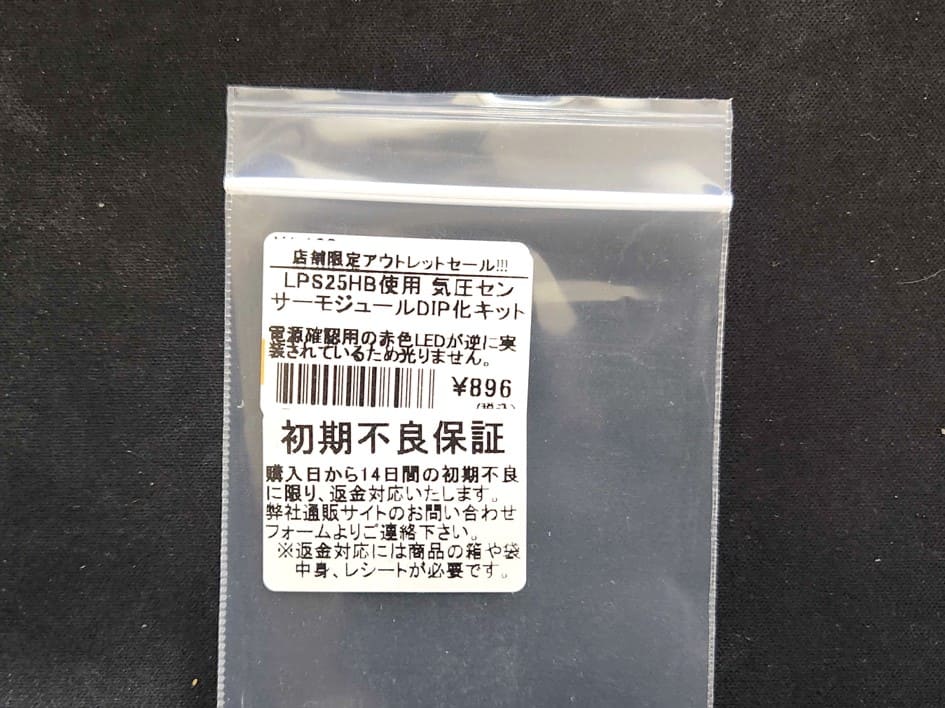 店舗限定アウトレットセール!!!
LPS25HB使用 気圧セン
サーモジュールDIP化キット
電源確認用の赤色LEDが逆に実
装されているため光りません。
¥896
(税込)
初期不良保証
購入日から14日間の初期不良
に限り、返金対応いたします。
弊社通販サイトのお問い合わせ
フォームよりご連絡下さい。
※返金対応には商品の箱や袋
中身、レシートが必要です。